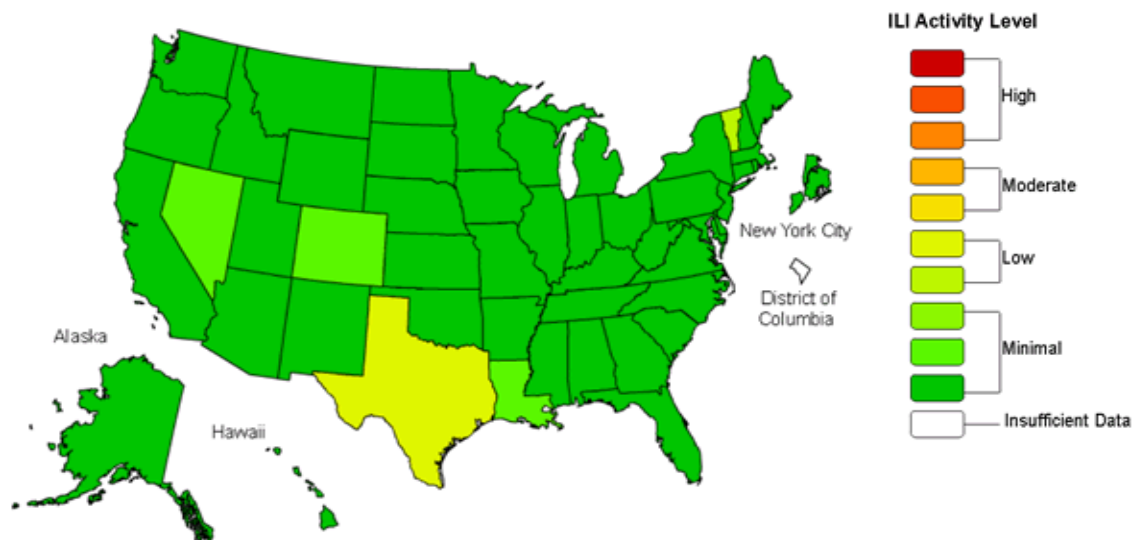 ILI Activity Level
High
Moderate
New York City
Low
District of
Columbia
Alaska
Minimal
Hawaii
Insufficient Data